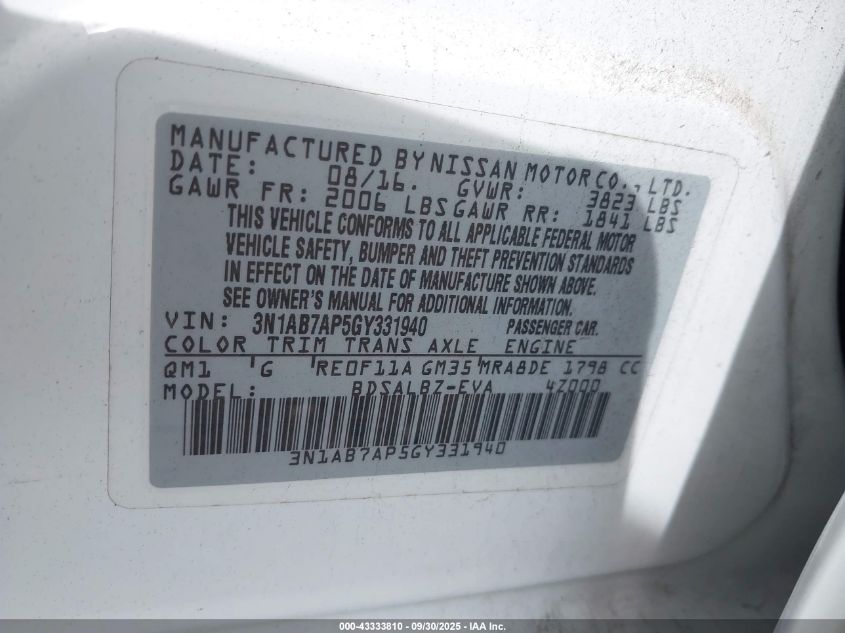 MANUFACTURED BY NISSAN MOTOR CO., LTD.
DATE: 08/16. GVWR: 3823 LBS
GAWR FR: 2006 LBS GAWR RR: 1841 LBS
THIS VEHICLE CONFORMS TO ALL APPLICABLE FEDERAL MOTOR
VEHICLE SAFETY, BUMPER AND THEFT PREVENTION STANDARDS
IN EFFECT ON THE DATE OF MANUFACTURE SHOWN ABOVE.
SEE OWNER'S MANUAL FOR ADDITIONAL INFORMATION.
VIN: 3N1AB7AP5GY331940 PASSENGER CAR.
COLOR TRIM TRANS AXLE ENGINE
QM1 G RE0F11A GM35 MRA8DE 1798 CC
MODEL: BDSALBZ-EVA 4Z000
3N1AB7AP5GY331940
000-43333810 - 09/30/2025 - IAA Inc.